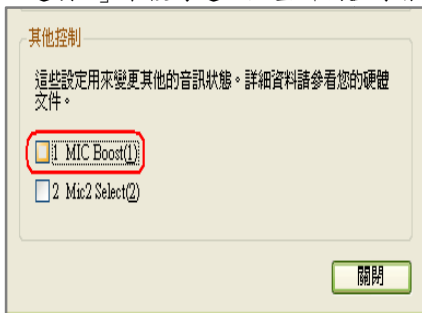 其他控制
這些設定用來變更其他的音訊狀態。詳細資料請參看您的硬體
文件。
1 MIC Boost(1)
2 Mic2 Select(2)
關閉